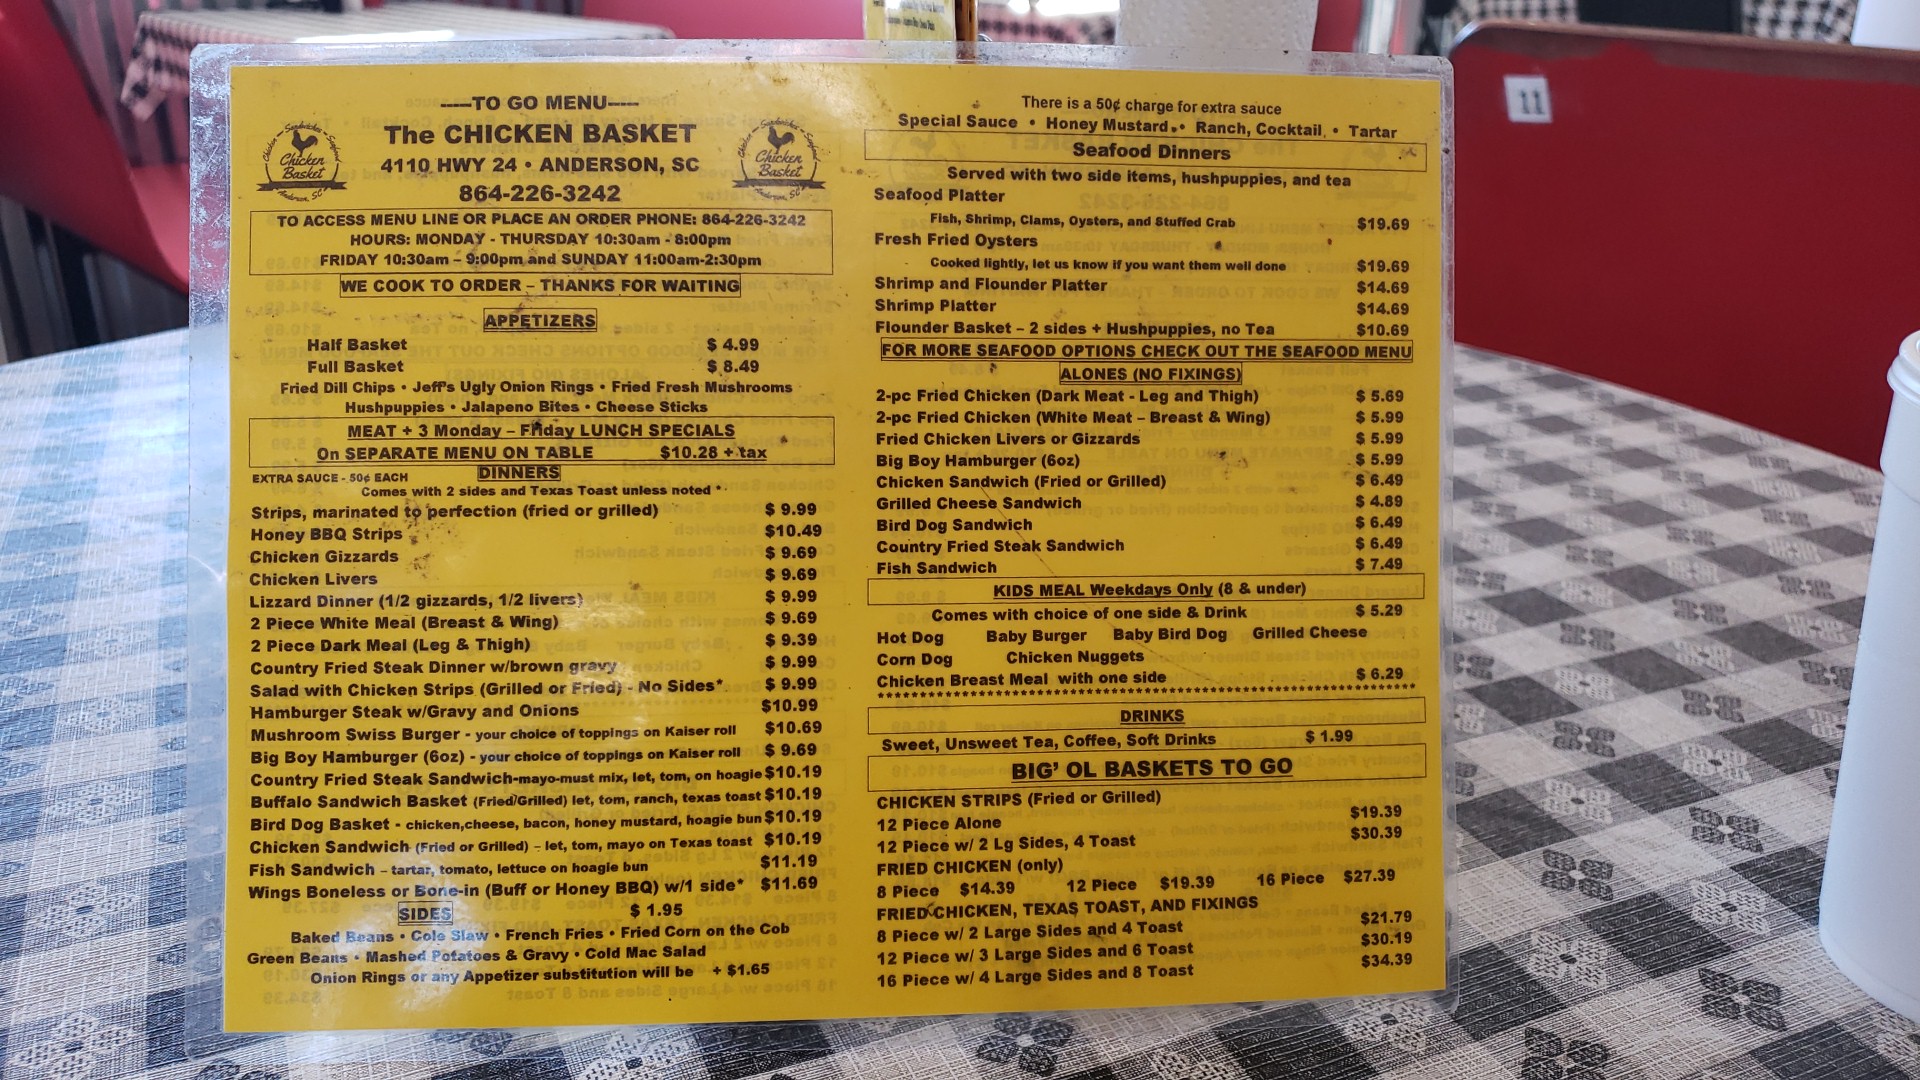 -----TO GO MENU-----
The CHICKEN BASKET
4110 HWY 24 • ANDERSON, SC
864-226-3242
Chicken Sandwiches Seafood
Chicken
Basket
Anderson, SC
Chicken Sandwiches Seafood
Chicken
Basket
Anderson, SC
TO ACCESS MENU LINE OR PLACE AN ORDER PHONE: 864-226-3242
HOURS: MONDAY - THURSDAY 10:30am - 8:00pm
FRIDAY 10:30am – 9:00pm and SUNDAY 11:00am-2:30pm
WE COOK TO ORDER – THANKS FOR WAITING
APPETIZERS
Half Basket $ 4.99
Full Basket $ 8.49
Fried Dill Chips • Jeff's Ugly Onion Rings • Fried Fresh Mushrooms
Hushpuppies • Jalapeno Bites • Cheese Sticks
MEAT + 3 Monday – Friday LUNCH SPECIALS
On SEPARATE MENU ON TABLE $10.28 + tax
DINNERS
EXTRA SAUCE - 50¢ EACH
Comes with 2 sides and Texas Toast unless noted *
Strips, marinated to perfection (fried or grilled) $ 9.99
Honey BBQ Strips $10.49
Chicken Gizzards $ 9.69
Chicken Livers $ 9.69
Lizzard Dinner (1/2 gizzards, 1/2 livers) $ 9.99
2 Piece White Meal (Breast & Wing) $ 9.69
2 Piece Dark Meal (Leg & Thigh) $ 9.39
Country Fried Steak Dinner w/brown gravy $ 9.99
Salad with Chicken Strips (Grilled or Fried) - No Sides* $ 9.99
Hamburger Steak w/Gravy and Onions $10.99
Mushroom Swiss Burger - your choice of toppings on Kaiser roll $10.69
Big Boy Hamburger (6oz) - your choice of toppings on Kaiser roll $ 9.69
Country Fried Steak Sandwich-mayo-must mix, let, tom, on hoagie $10.19
Buffalo Sandwich Basket (Fried/Grilled) let, tom, ranch, texas toast $10.19
Bird Dog Basket - chicken,cheese, bacon, honey mustard, hoagie bun $10.19
Chicken Sandwich (Fried or Grilled) – let, tom, mayo on Texas toast $10.19
Fish Sandwich – tartar, tomato, lettuce on hoagie bun $11.19
Wings Boneless or Bone-in (Buff or Honey BBQ) w/1 side* $11.69
SIDES $ 1.95
Baked Beans • Cole Slaw • French Fries • Fried Corn on the Cob
Green Beans • Mashed Potatoes & Gravy • Cold Mac Salad
Onion Rings or any Appetizer substitution will be + $1.65
There is a 50¢ charge for extra sauce
Special Sauce • Honey Mustard • Ranch, Cocktail • Tartar
Seafood Dinners
Served with two side items, hushpuppies, and tea
Seafood Platter
Fish, Shrimp, Clams, Oysters, and Stuffed Crab $19.69
Fresh Fried Oysters
Cooked lightly, let us know if you want them well done $19.69
Shrimp and Flounder Platter $14.69
Shrimp Platter $14.69
Flounder Basket – 2 sides + Hushpuppies, no Tea $10.69
FOR MORE SEAFOOD OPTIONS CHECK OUT THE SEAFOOD MENU
ALONES (NO FIXINGS)
2-pc Fried Chicken (Dark Meat - Leg and Thigh) $ 5.69
2-pc Fried Chicken (White Meat – Breast & Wing) $ 5.99
Fried Chicken Livers or Gizzards $ 5.99
Big Boy Hamburger (6oz) $ 5.99
Chicken Sandwich (Fried or Grilled) $ 6.49
Grilled Cheese Sandwich $ 4.89
Bird Dog Sandwich $ 6.49
Country Fried Steak Sandwich $ 6.49
Fish Sandwich $ 7.49
KIDS MEAL Weekdays Only (8 & under)
Comes with choice of one side & Drink $ 5.29
Hot Dog Baby Burger Baby Bird Dog Grilled Cheese
Corn Dog Chicken Nuggets
Chicken Breast Meal with one side $ 6.29
DRINKS
Sweet, Unsweet Tea, Coffee, Soft Drinks $ 1.99
BIG' OL BASKETS TO GO
CHICKEN STRIPS (Fried or Grilled)
12 Piece Alone $19.39
12 Piece w/ 2 Lg Sides, 4 Toast $30.39
FRIED CHICKEN (only)
8 Piece $14.39 12 Piece $19.39 16 Piece $27.39
FRIED CHICKEN, TEXAS TOAST, AND FIXINGS
8 Piece w/ 2 Large Sides and 4 Toast $21.79
12 Piece w/ 3 Large Sides and 6 Toast $30.19
16 Piece w/ 4 Large Sides and 8 Toast $34.39
11